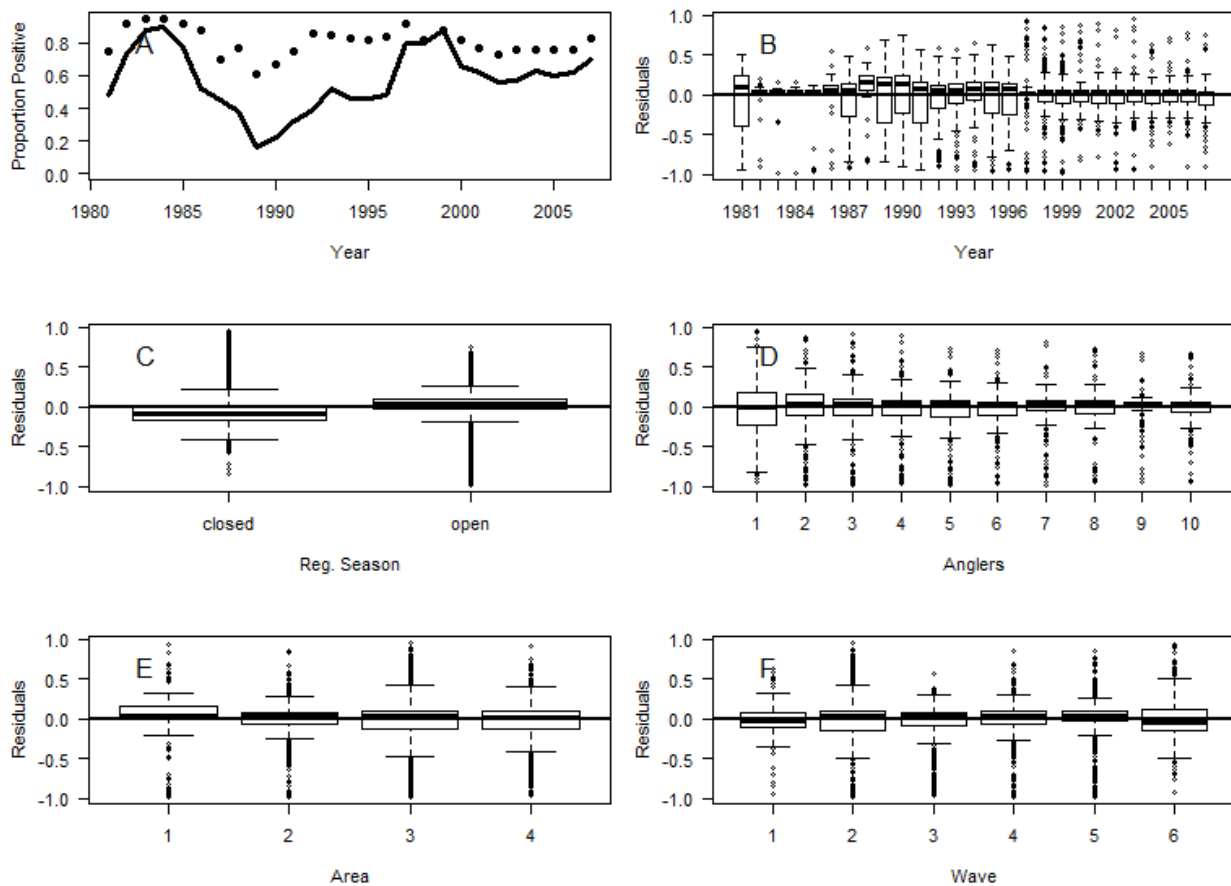 A
Proportion Positive
0.8
0.6
0.4
0.2
0.0
1980 1985 1990 1995 2000 2005
Year
B
Residuals
1.0
0.5
0.0
-0.5
-1.0
1981 1984 1987 1990 1993 1996 1999 2002 2005
Year
C
Residuals
1.0
0.5
0.0
-0.5
-1.0
closed open
Reg. Season
D
Residuals
1.0
0.5
0.0
-0.5
-1.0
1 2 3 4 5 6 7 8 9 10
Anglers
E
Residuals
1.0
0.5
0.0
-0.5
-1.0
1 2 3 4
Area
F
Residuals
1.0
0.5
0.0
-0.5
-1.0
1 2 3 4 5 6
Wave